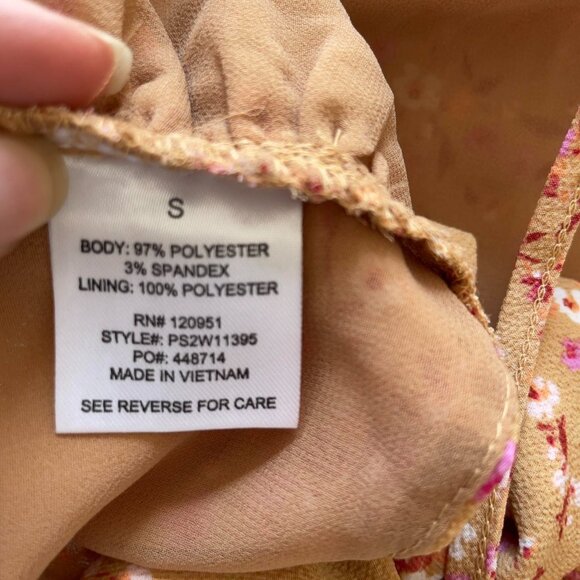 S
BODY: 97% POLYESTER
3% SPANDEX
LINING: 100% POLYESTER
RN# 120951
STYLE#: PS2W11395
PO#: 448714
MADE IN VIETNAM
SEE REVERSE FOR CARE